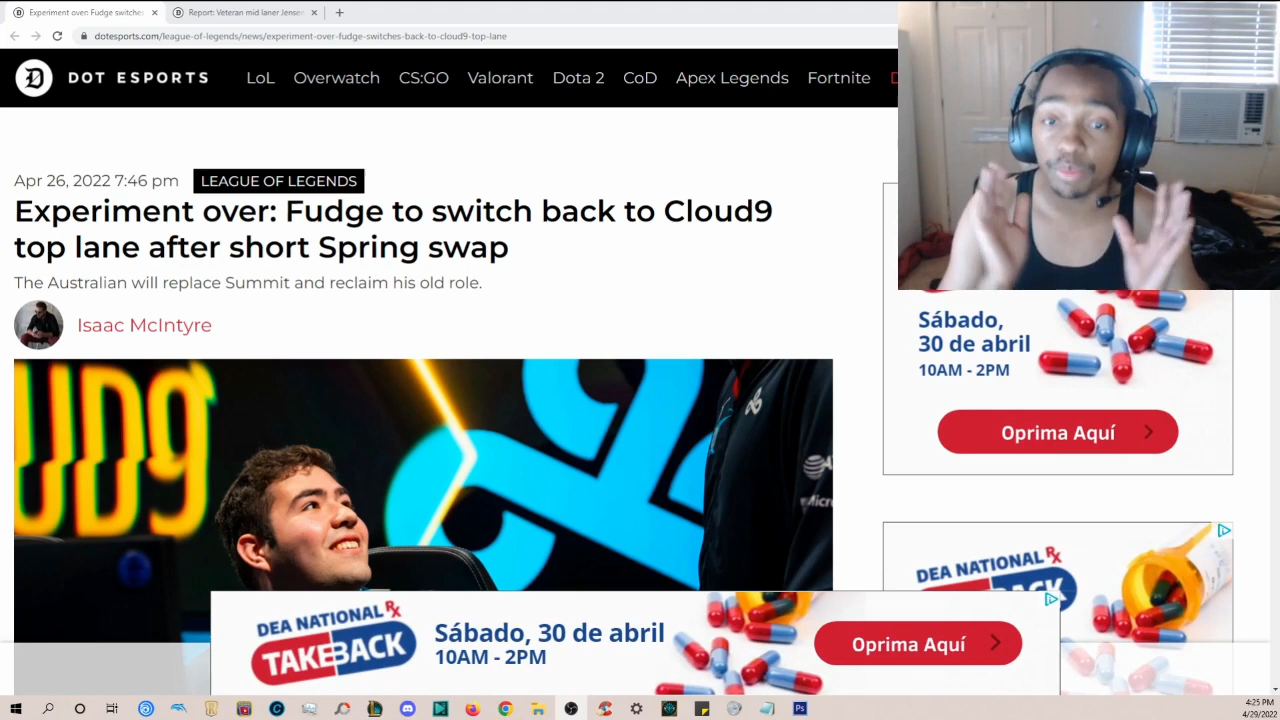 Experiment over: Fudge switches
Report: Veteran mid laner Jensen
dotesports.com/league-of-legends/news/experiment-over-fudge-switches-back-to-cloud9-top-lane
DOT ESPORTS
LoL Overwatch CS:GO Valorant Dota 2 CoD Apex Legends Fortnite
Apr 26, 2022 7:46 pm LEAGUE OF LEGENDS
Experiment over: Fudge to switch back to Cloud9
top lane after short Spring swap
The Australian will replace Summit and reclaim his old role.
Isaac McIntyre
Sábado,
30 de abril
10AM - 2PM
Oprima Aquí
OUD9
AT&T
DEA NATIONAL Rx
DEA NATIONAL Rx
TAKEBACK
Sábado, 30 de abril
10AM - 2PM
Oprima Aquí
4:25 PM
4/29/2022